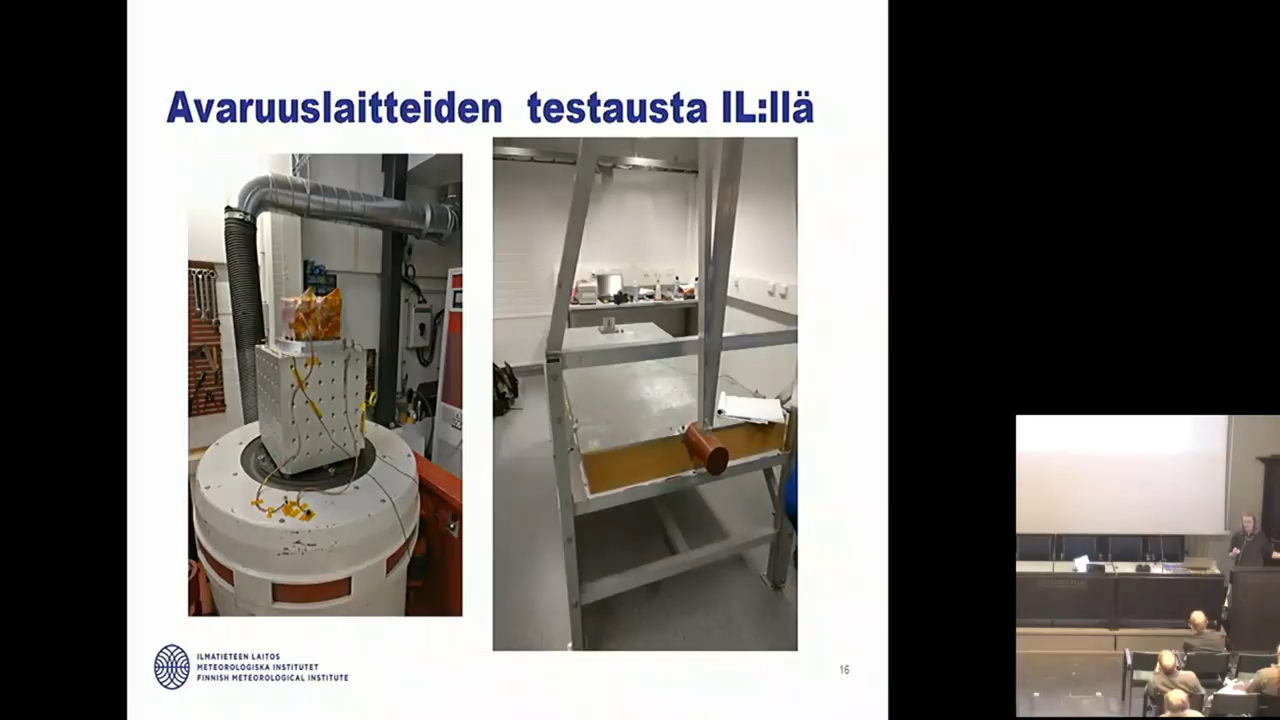 Avaruuslaitteiden testausta IL:llä
ILMATIETEEN LAITOS
METEOROLOGISKA INSTITUTET
FINNISH METEOROLOGICAL INSTITUTE
16